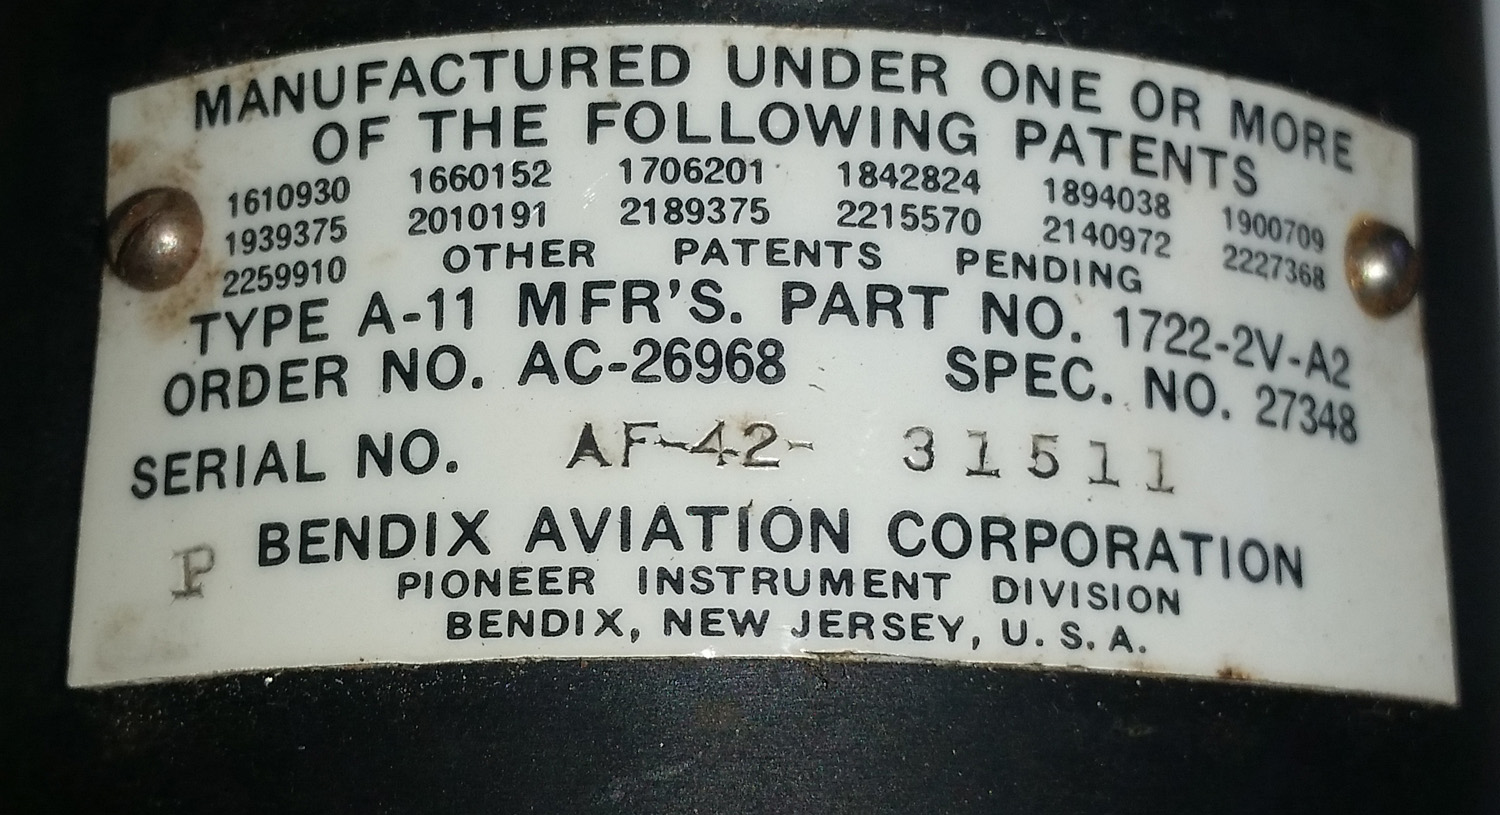 MANUFACTURED UNDER ONE OR MORE
OF THE FOLLOWING PATENTS
1610930 1660152 1706201 1842824 1894038 1900709
1939375 2010191 2189375 2215570 2140972 2227368
2259910 OTHER PATENTS PENDING
TYPE A-11 MFR'S. PART NO. 1722-2V-A2
ORDER NO. AC-26968 SPEC. NO. 27348
SERIAL NO. AF-42- 31511
P BENDIX AVIATION CORPORATION
PIONEER INSTRUMENT DIVISION
BENDIX, NEW JERSEY, U. S. A.